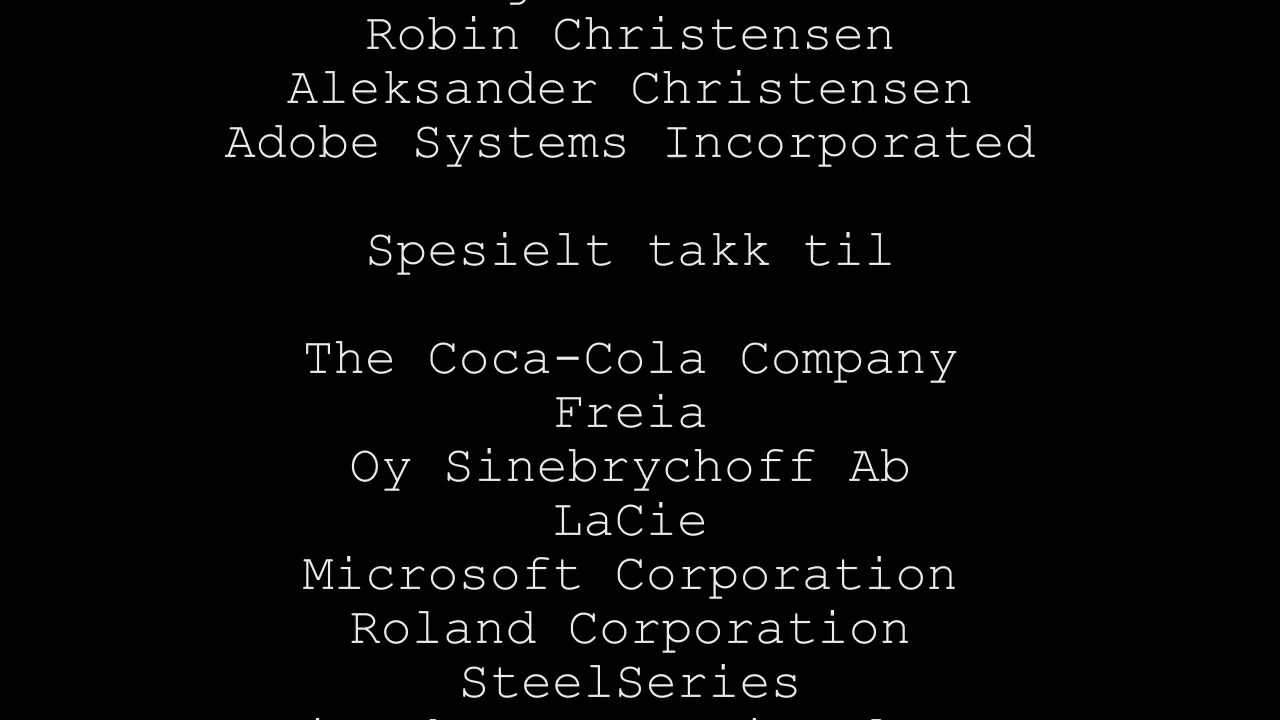 Robin Christensen
Aleksander Christensen
Adobe Systems Incorporated
Spesielt takk til
The Coca-Cola Company
Freia
Oy Sinebrychoff Ab
LaCie
Microsoft Corporation
Roland Corporation
SteelSeries